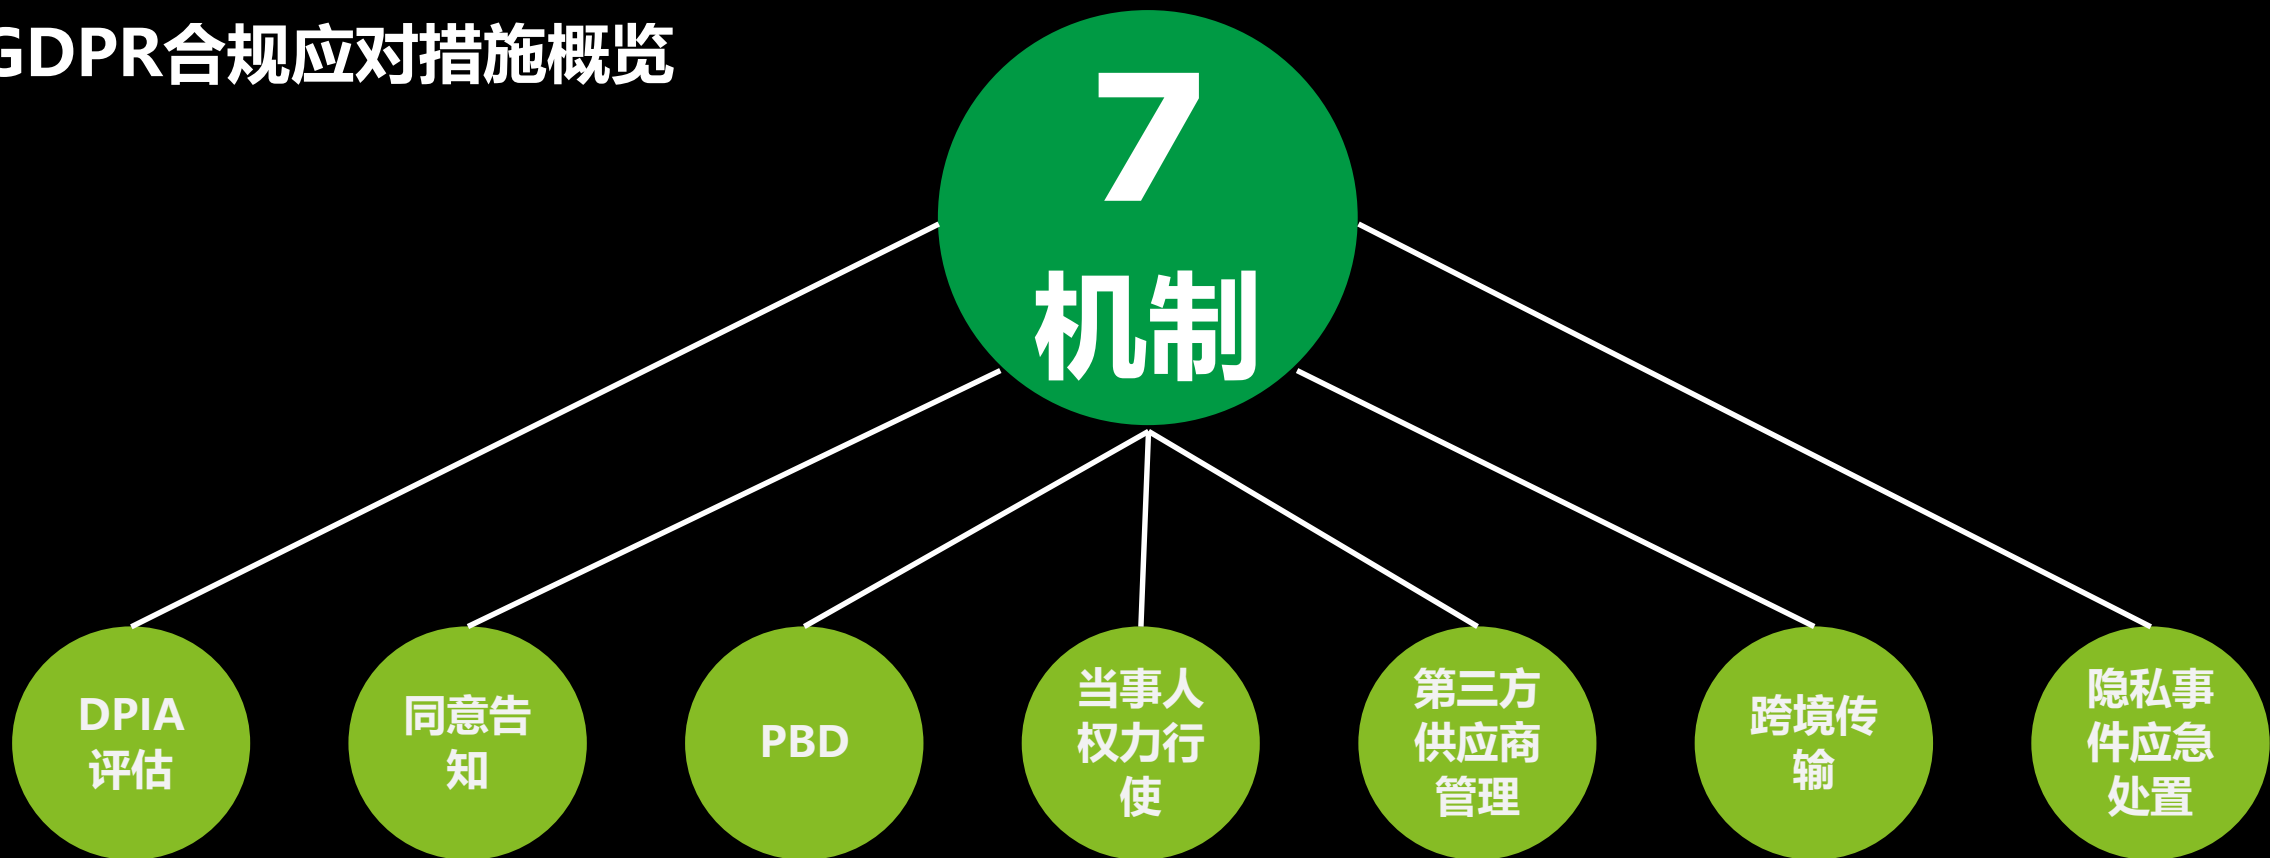 GDPR合规应对措施概览
7
机制
DPIA
评估
同意告
知
PBD
当事人
权力行
使
第三方
供应商
管理
跨境传
输
隐私事
件应急
处置